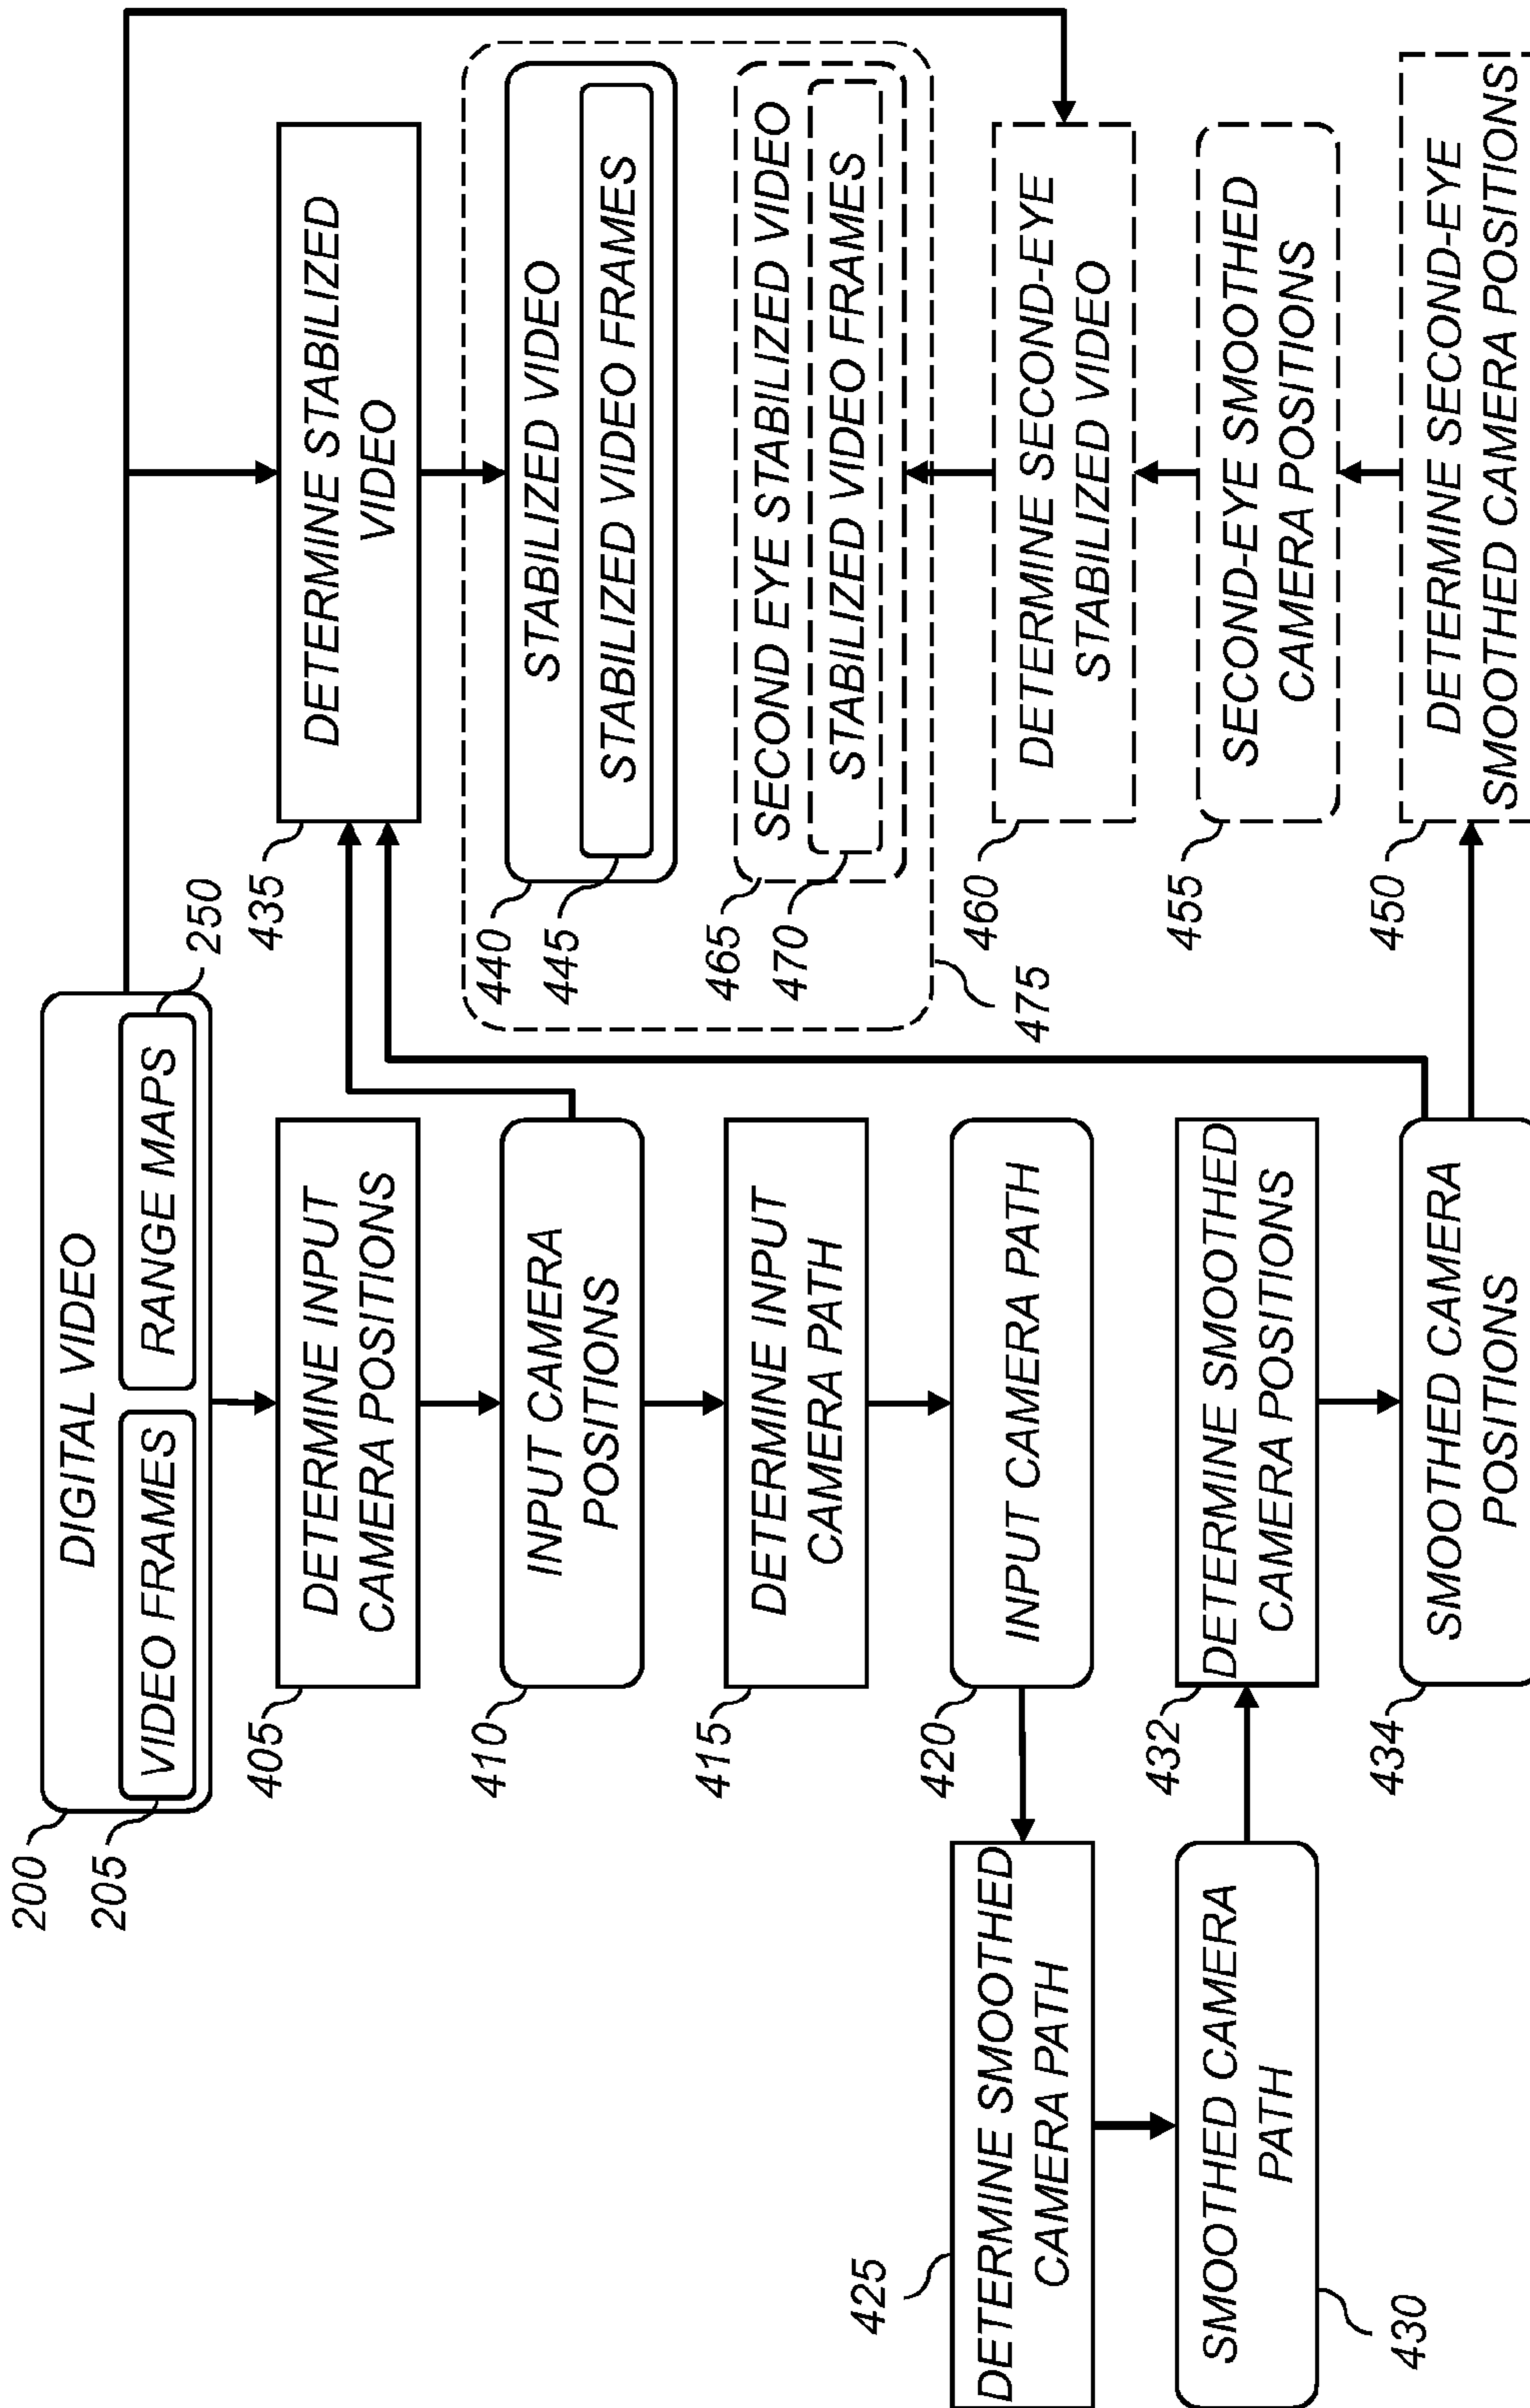 200
DIGITAL VIDEO
205
VIDEO FRAMES
RANGE MAPS
250
405
DETERMINE INPUT
CAMERA POSITIONS
410
INPUT CAMERA
POSITIONS
415
DETERMINE INPUT
CAMERA PATH
420
INPUT CAMERA PATH
425
DETERMINE SMOOTHED
CAMERA PATH
430
SMOOTHED CAMERA
PATH
432
DETERMINE SMOOTHED
CAMERA POSITIONS
434
SMOOTHED CAMERA
POSITIONS
435
DETERMINE STABILIZED
VIDEO
440
STABILIZED VIDEO
445
STABILIZED VIDEO FRAMES
465
SECOND EYE STABILIZED VIDEO
470
STABILIZED VIDEO FRAMES
475
460
DETERMINE SECOND-EYE
STABILIZED VIDEO
455
SECOND-EYE SMOOTHED
CAMERA POSITIONS
450
DETERMINE SECOND-EYE
SMOOTHED CAMERA POSITIONS